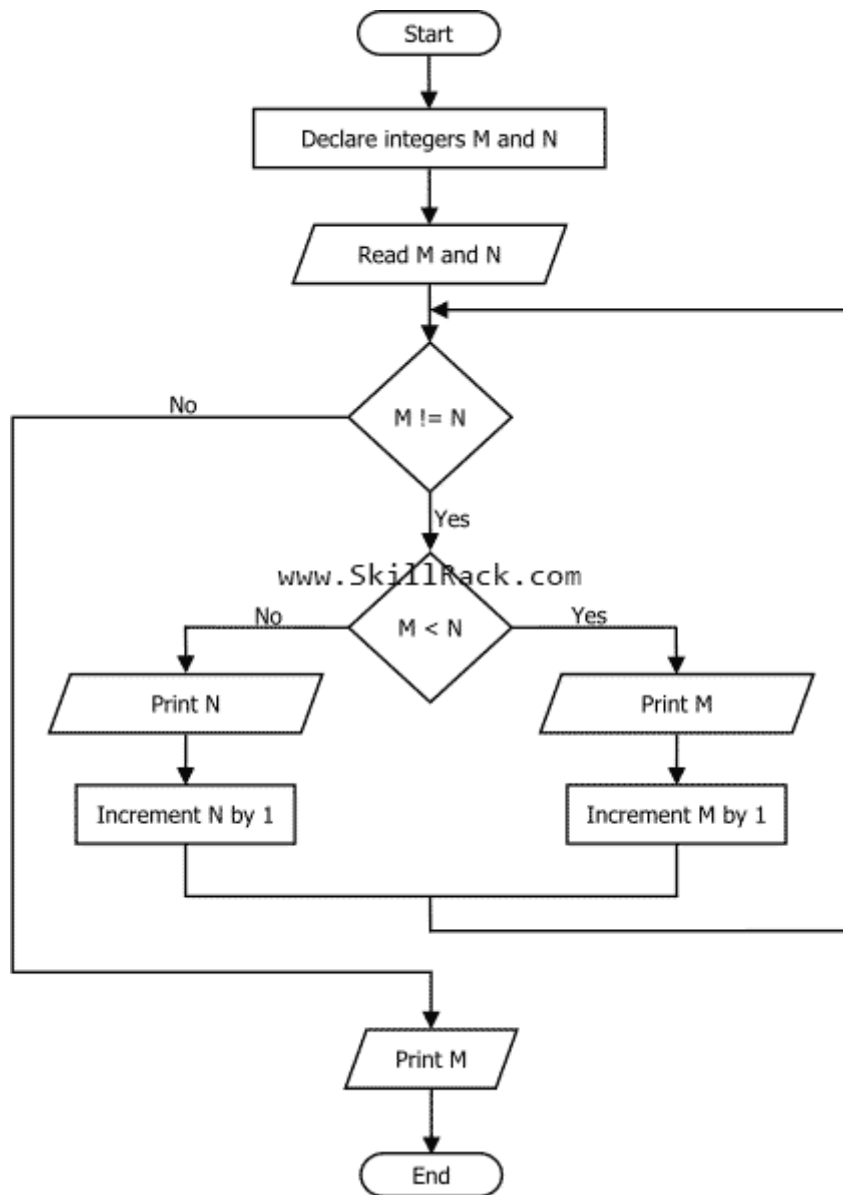 Start
Declare integers M and N
Read M and N
No
M != N
Yes
www.SkillRack.com
No
M < N
Yes
Print N
Print M
Increment N by 1
Increment M by 1
Print M
End